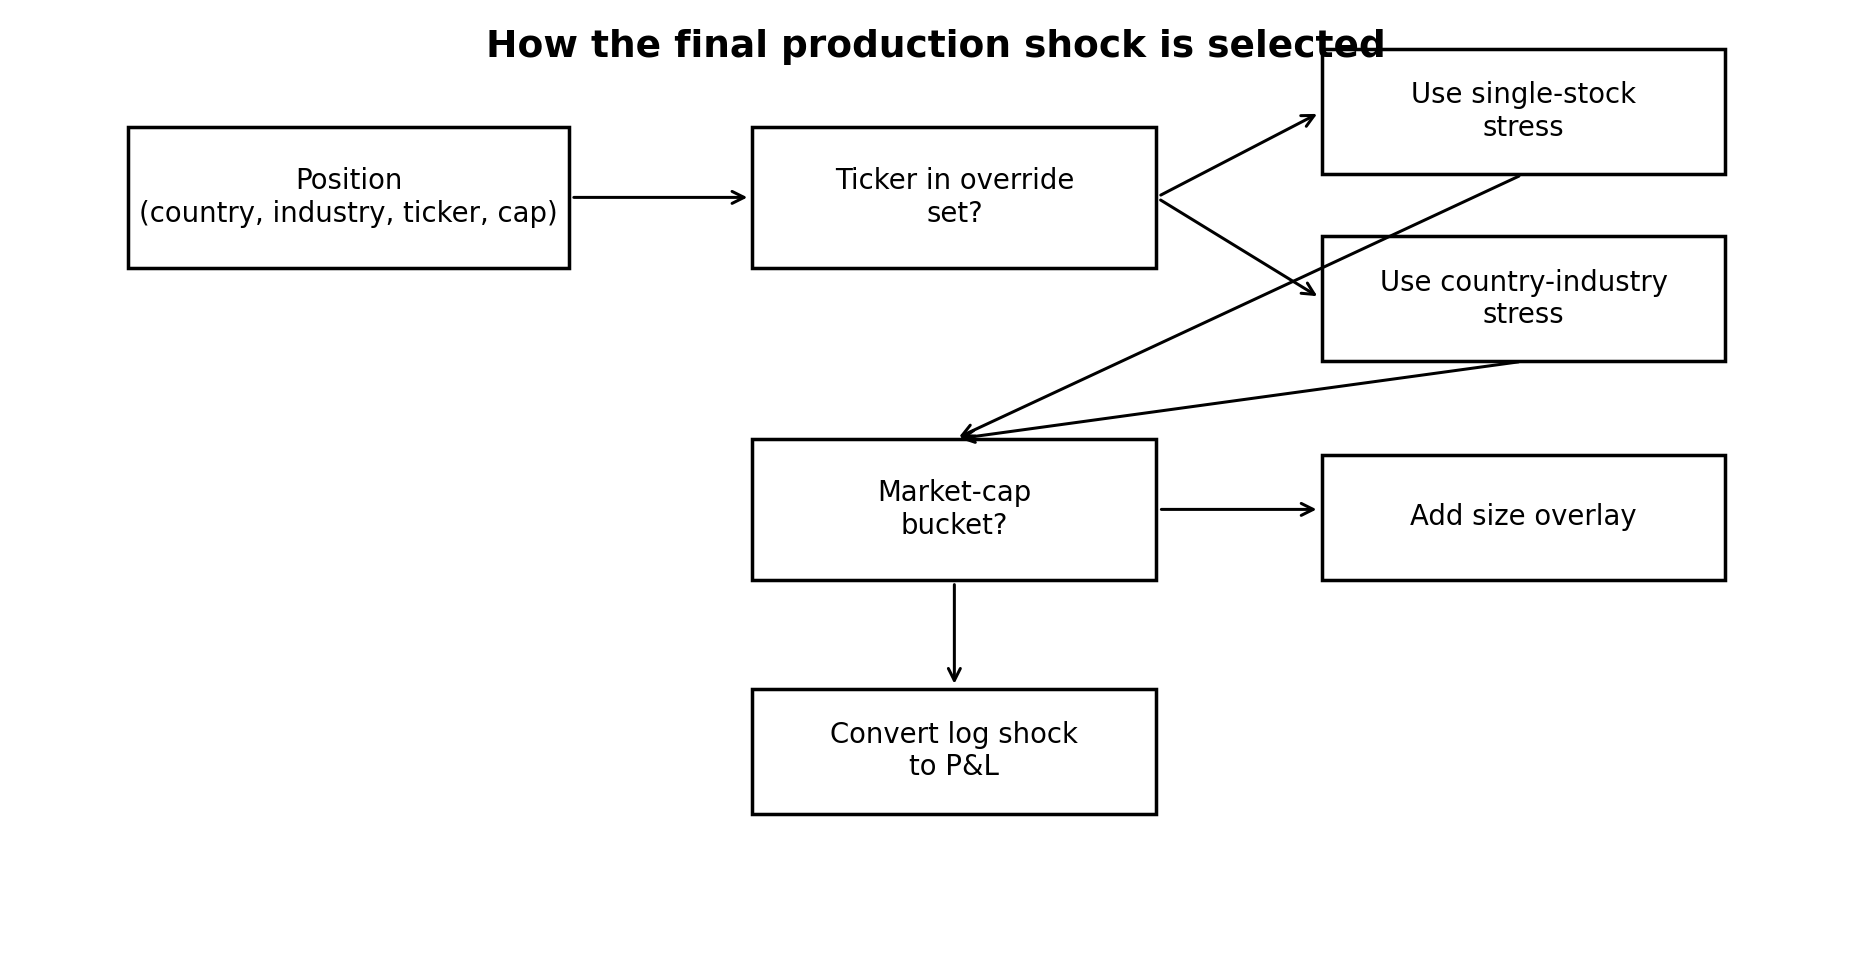 How the final production shock is selected
Position
(country, industry, ticker, cap)
Ticker in override
set?
Use single-stock
stress
Use country-industry
stress
Market-cap
bucket?
Add size overlay
Convert log shock
to P&L